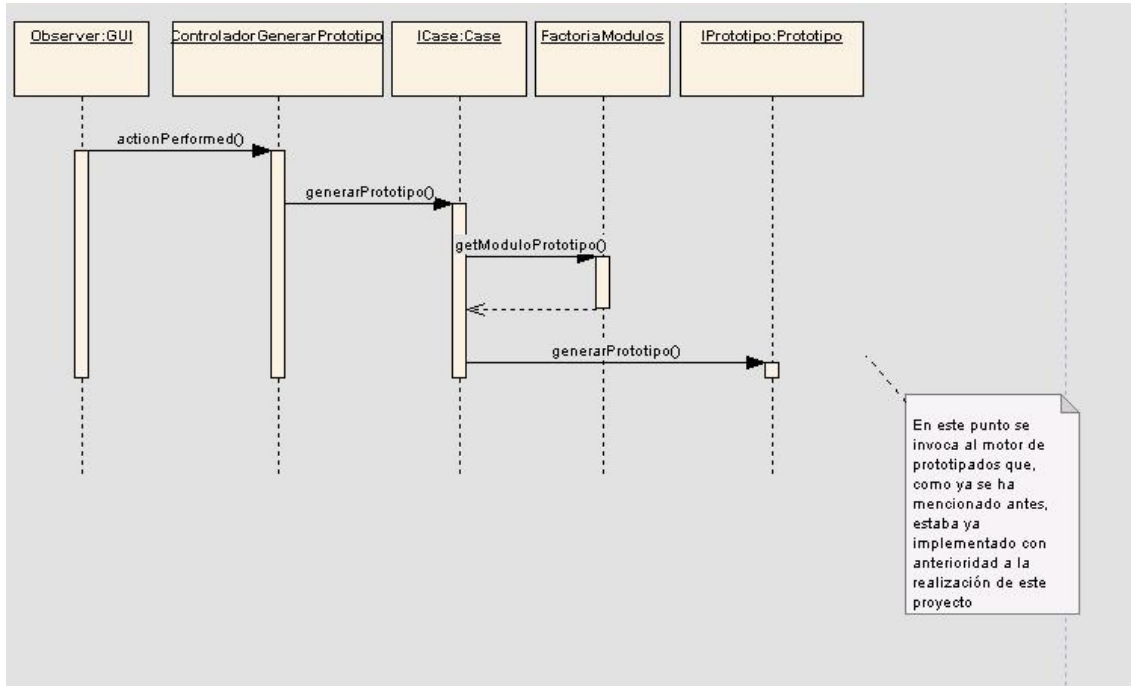 Observer:GUI
ControladorGenerarPrototipo
ICase:Case
FactoriaModulos
IPrototipo:Prototipo
actionPerformed()
generarPrototipo()
getModuloPrototipo()
generarPrototipo()
En este punto se
invoca al motor de
prototipados que,
como ya se ha
mencionado antes,
estaba ya
implementado con
anterioridad a la
realización de este
proyecto